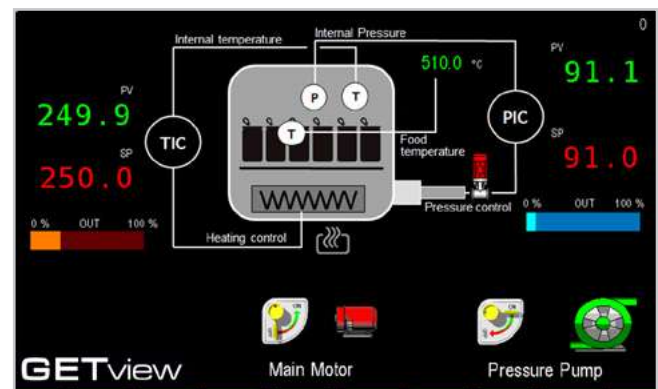 0
Internal temperature
Internal Pressure
PV
249.9
SP
250.0
0 % OUT 100 %
TIC
P
T
T
510.0 °C
Food
temperature
PIC
PV
91.1
SP
91.0
0 % OUT 100 %
Pressure control
Heating control
Main Motor
Pressure Pump
GETview